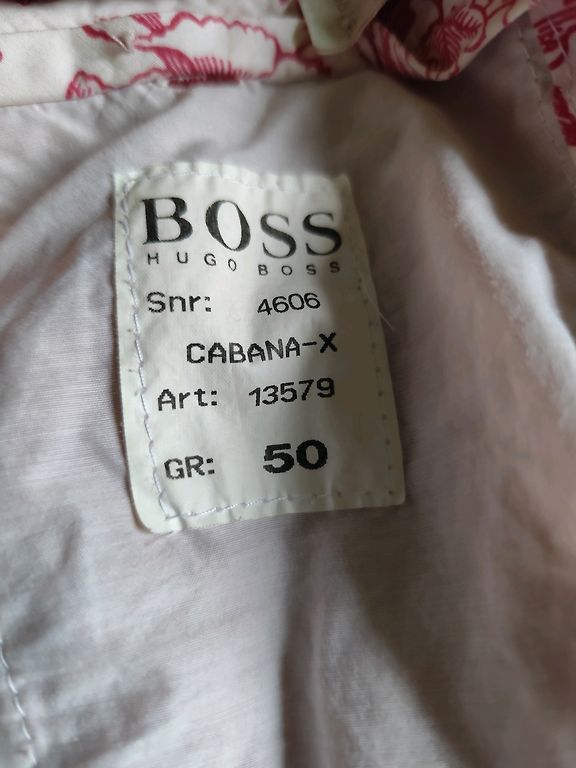 BOSS
HUGO BOSS
Snr: 4606
CABANA-X
Art: 13579
GR: 50